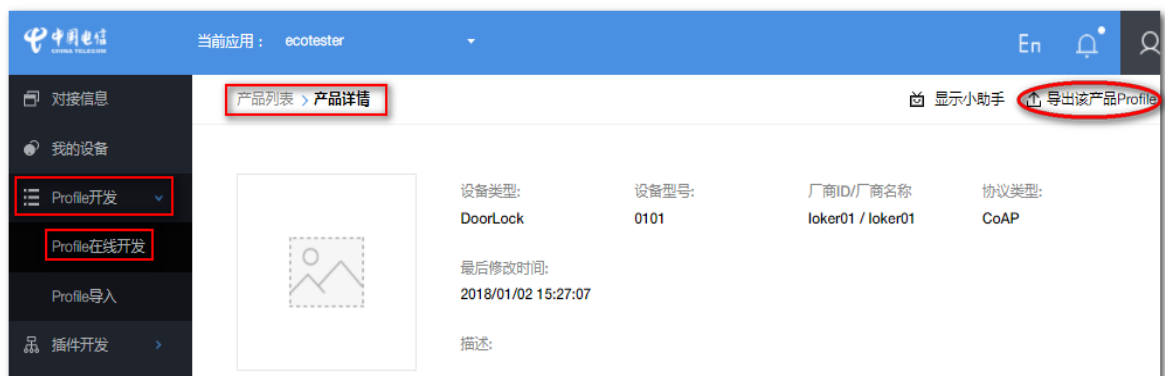 中国电信 当前应用： ecotester En
CHINA TELECOM
对接信息 产品列表 > 产品详情 显示小助手 导出该产品Profile
我的设备
Profile开发
设备类型: 设备型号: 厂商ID/厂商名称 协议类型:
DoorLock 0101 loker01 / loker01 CoAP
Profile在线开发
最后修改时间:
2018/01/02 15:27:07
Profile导入
插件开发 描述: